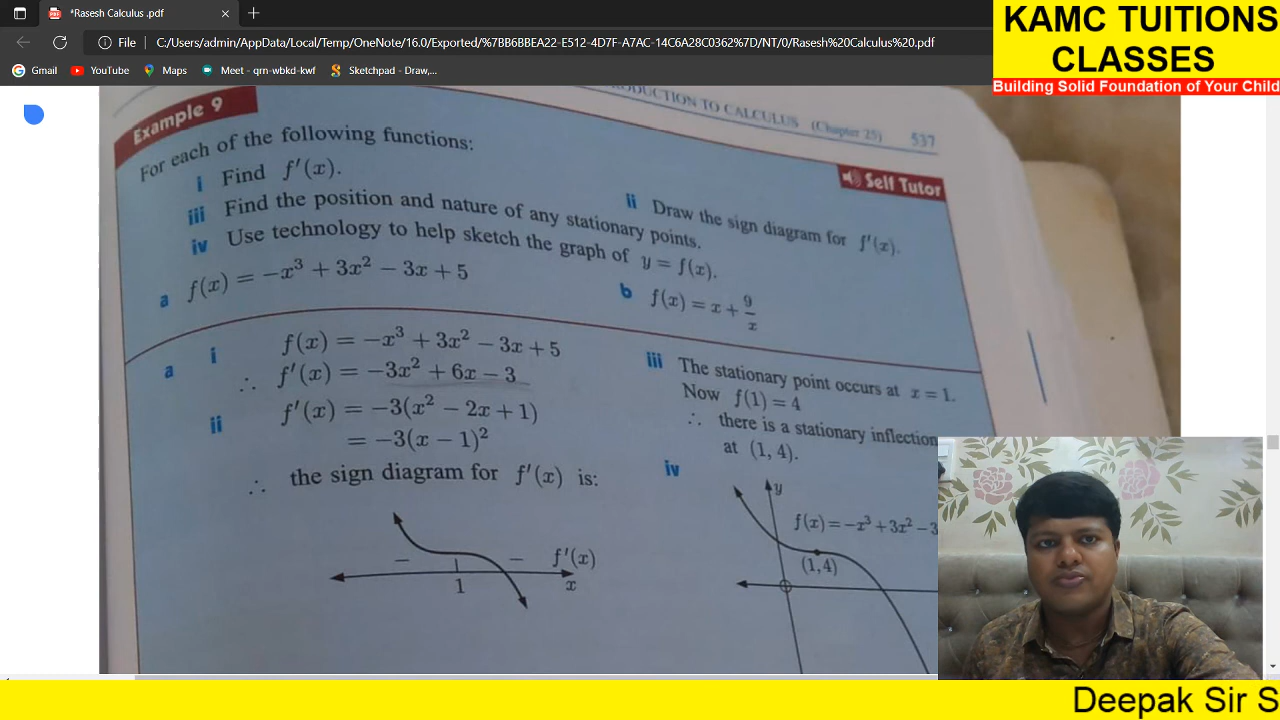 *Rasesh Calculus .pdf
File C:/Users/admin/AppData/Local/Temp/OneNote/16.0/Exported/%7BB6BBEA22-E512-4D7F-A7AC-14C6A28C0362%7D/NT/0/Rasesh%20Calculus%20.pdf
Gmail YouTube Maps Meet - qrn-wbkd-kwf Sketchpad - Draw,...
KAMC TUITIONS
CLASSES
Building Solid Foundation of Your Child
CALCULUS (Chapter 25) 537
Example 9
Self Tutor
For each of the following functions:
i Find f'(x).
ii Draw the sign diagram for f'(x).
iii Find the position and nature of any stationary points.
iv Use technology to help sketch the graph of y = f(x).
a f(x) = −x³ + 3x² − 3x + 5
b f(x) = x + 9/x
a i f(x) = −x³ + 3x² − 3x + 5
∴ f'(x) = −3x² + 6x − 3
ii f'(x) = −3(x² − 2x + 1)
= −3(x − 1)²
∴ the sign diagram for f'(x) is:
− − f'(x)
1 x
iii The stationary point occurs at x = 1.
Now f(1) = 4
∴ there is a stationary inflection
at (1, 4).
iv
y
f(x) = −x³ + 3x² − 3
(1, 4)
Deepak Sir S